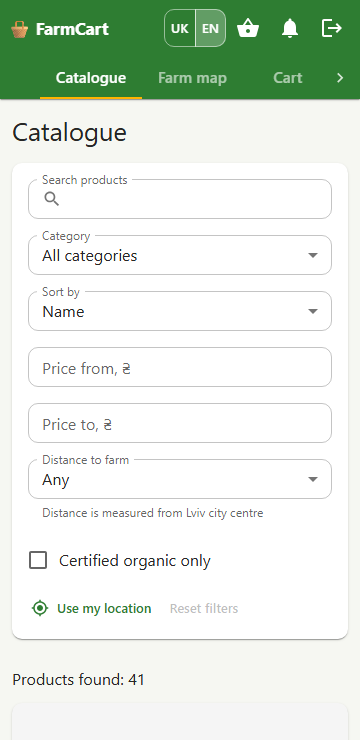 FarmCart
UK EN
Catalogue Farm map Cart
Catalogue
Search products
Category
All categories
Sort by
Name
Price from, ₴
Price to, ₴
Distance to farm
Any
Distance is measured from Lviv city centre
Certified organic only
Use my location Reset filters
Products found: 41